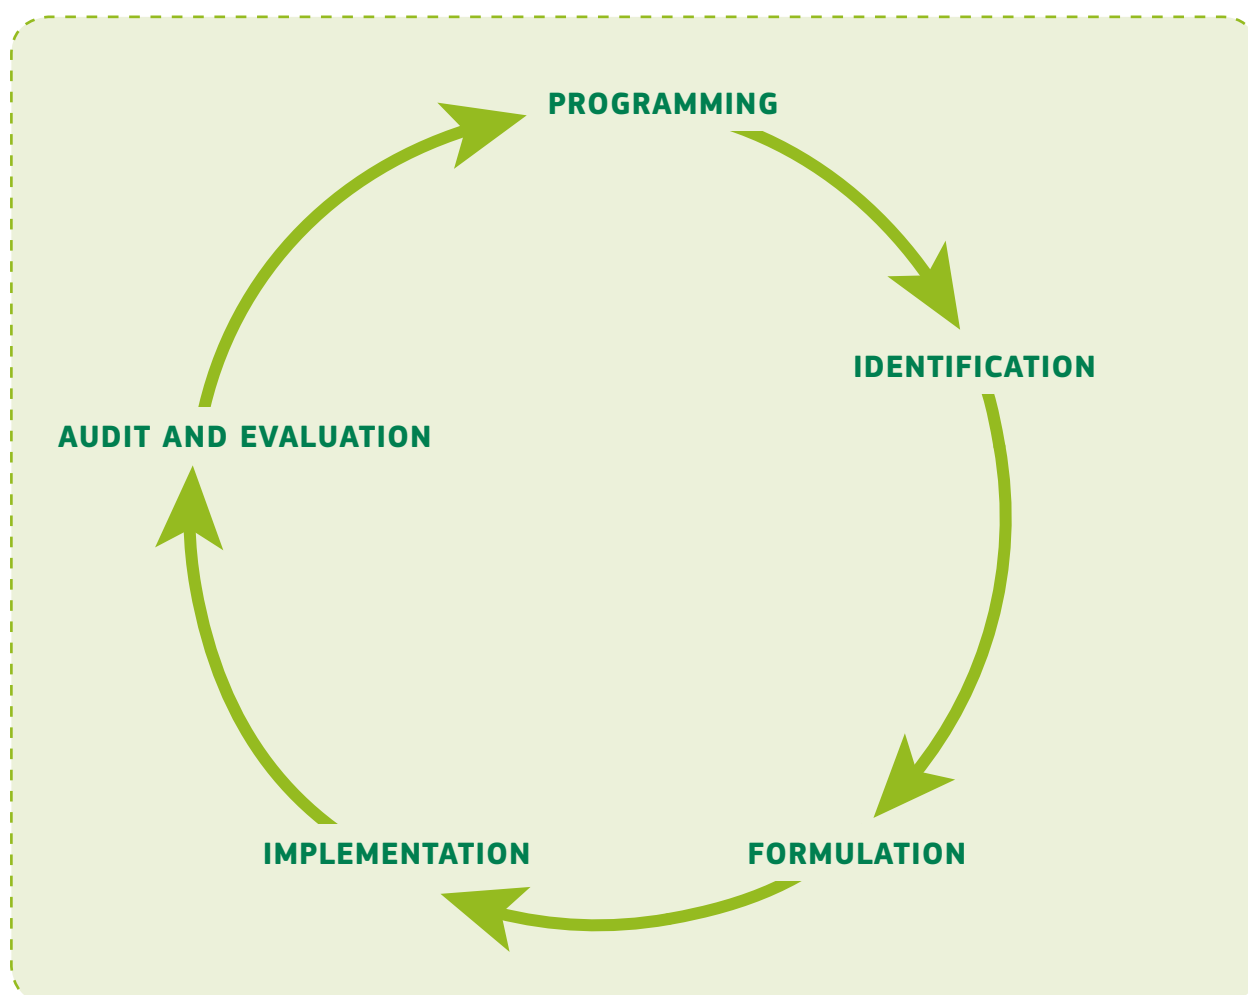 PROGRAMMING
IDENTIFICATION
AUDIT AND EVALUATION
IMPLEMENTATION
FORMULATION